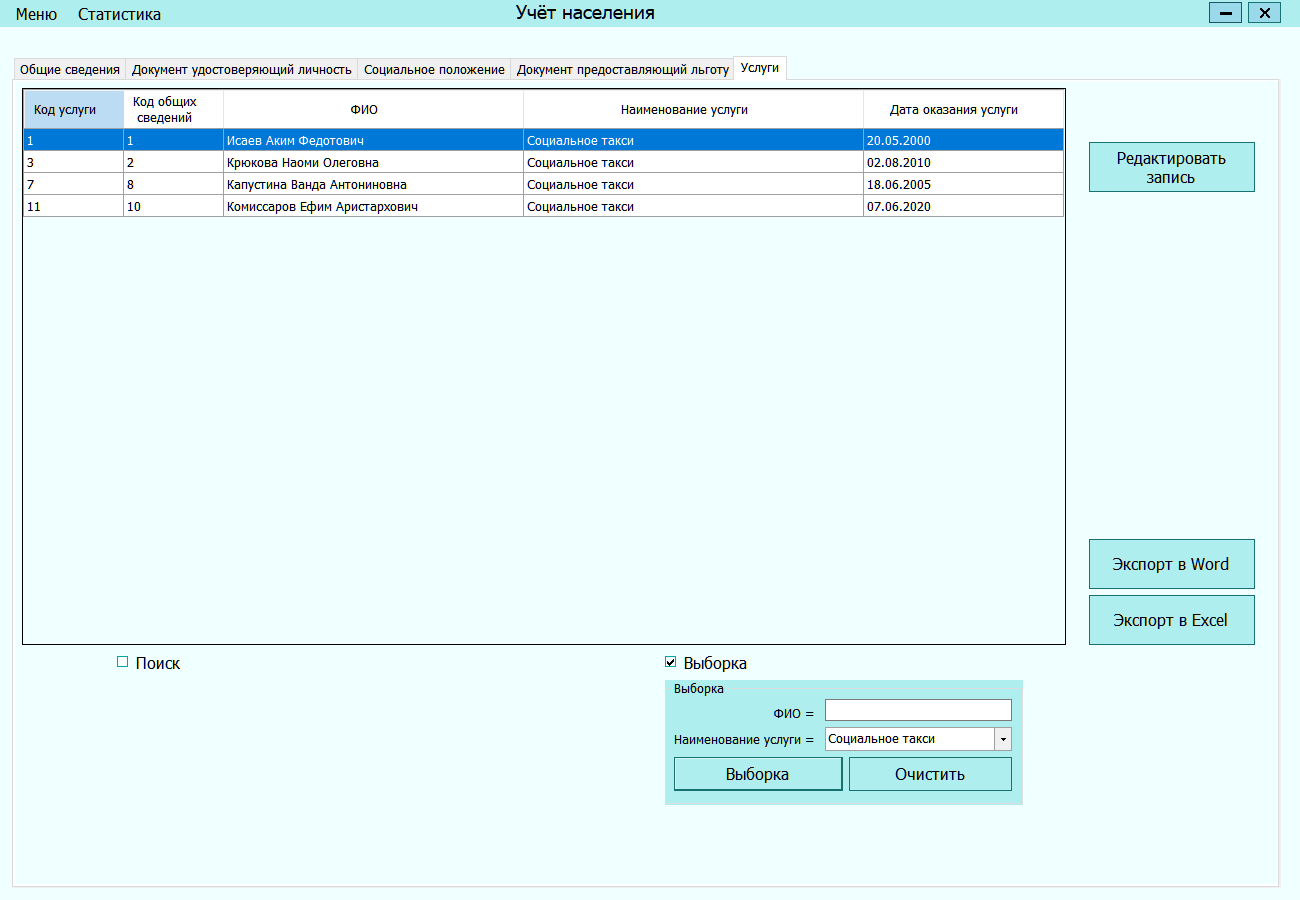 Меню Статистика Учёт населения
Общие сведения Документ удостоверяющий личность Социальное положение Документ предоставляющий льготу Услуги
Код услуги Код общих сведений ФИО Наименование услуги Дата оказания услуги
1 1 Исаев Аким Федотович Социальное такси 20.05.2000
3 2 Крюкова Наоми Олеговна Социальное такси 02.08.2010
7 8 Капустина Ванда Антониновна Социальное такси 18.06.2005
11 10 Комиссаров Ефим Аристархович Социальное такси 07.06.2020
Редактировать
запись
Экспорт в Word
Экспорт в Excel
Поиск Выборка
Выборка
ФИО =
Наименование услуги = Социальное такси
Выборка Очистить